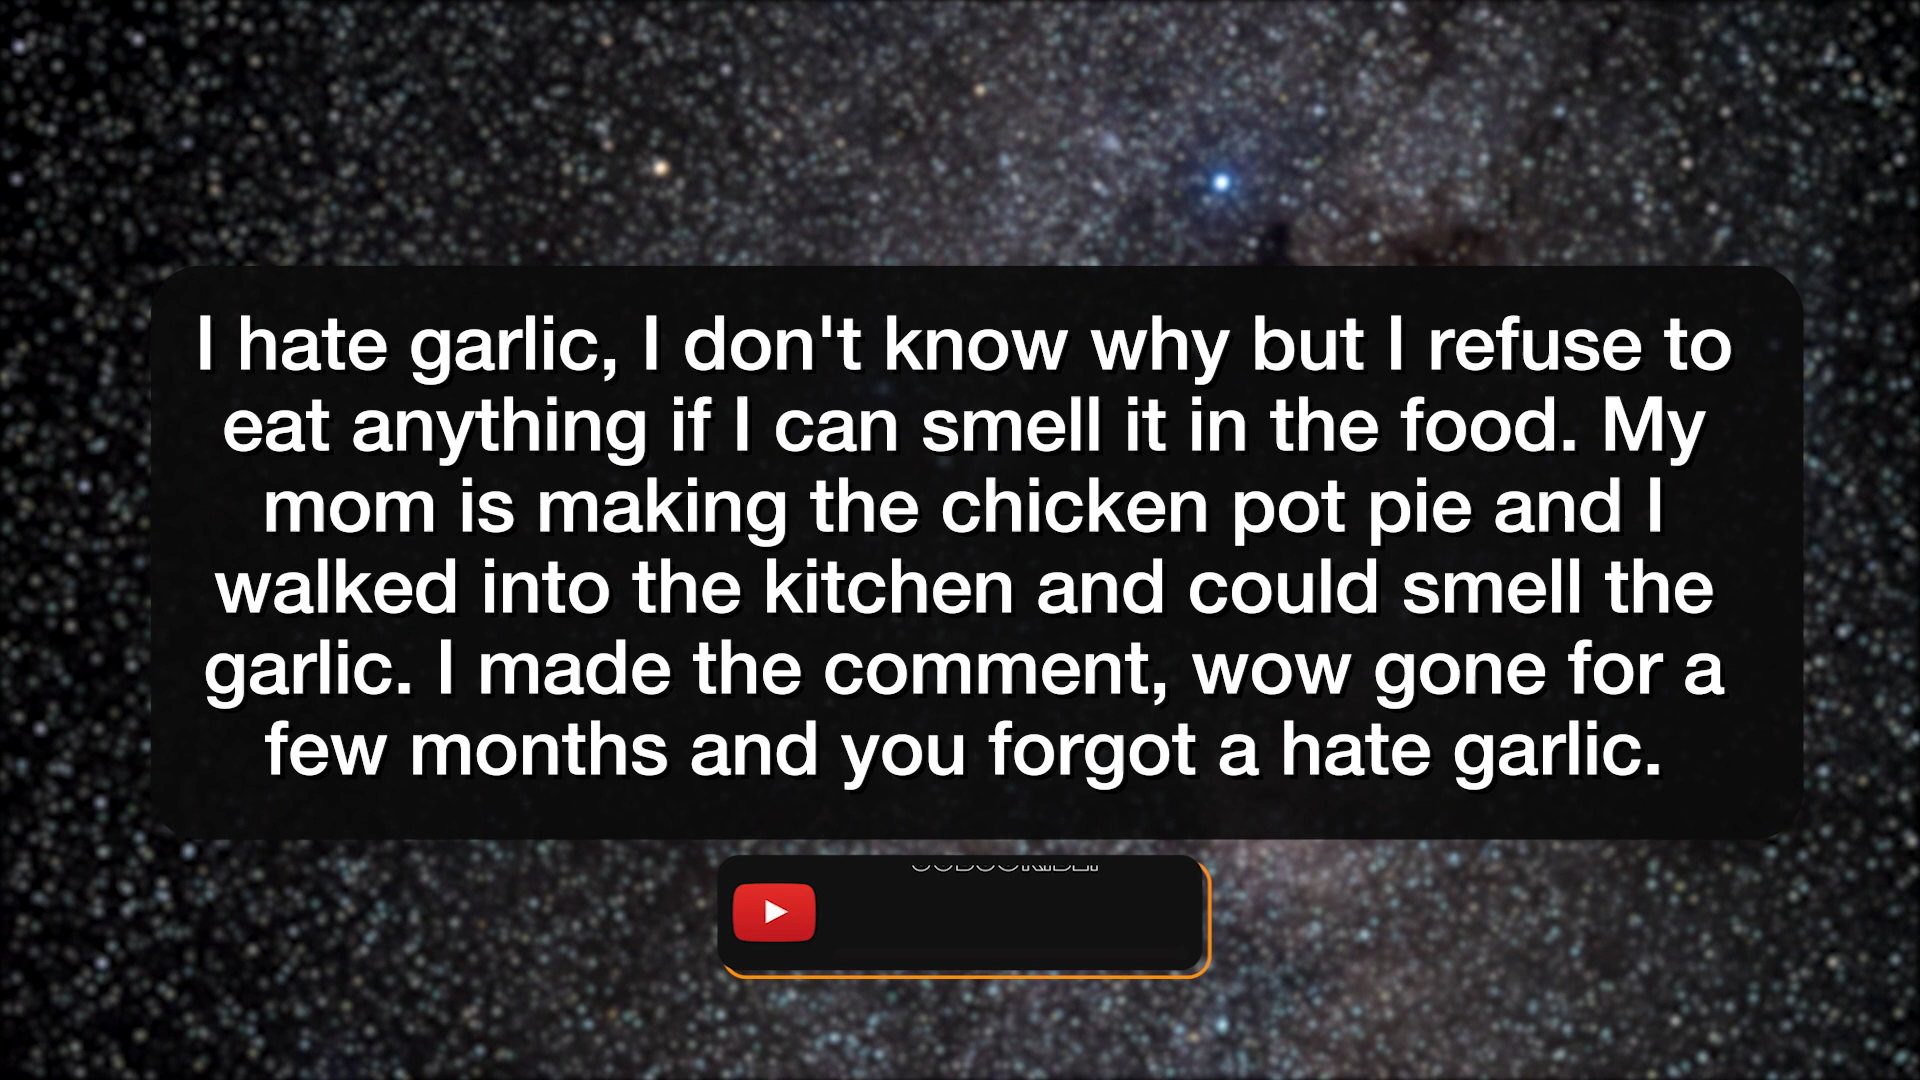 I hate garlic, I don't know why but I refuse to
eat anything if I can smell it in the food. My
mom is making the chicken pot pie and I
walked into the kitchen and could smell the
garlic. I made the comment, wow gone for a
few months and you forgot a hate garlic.